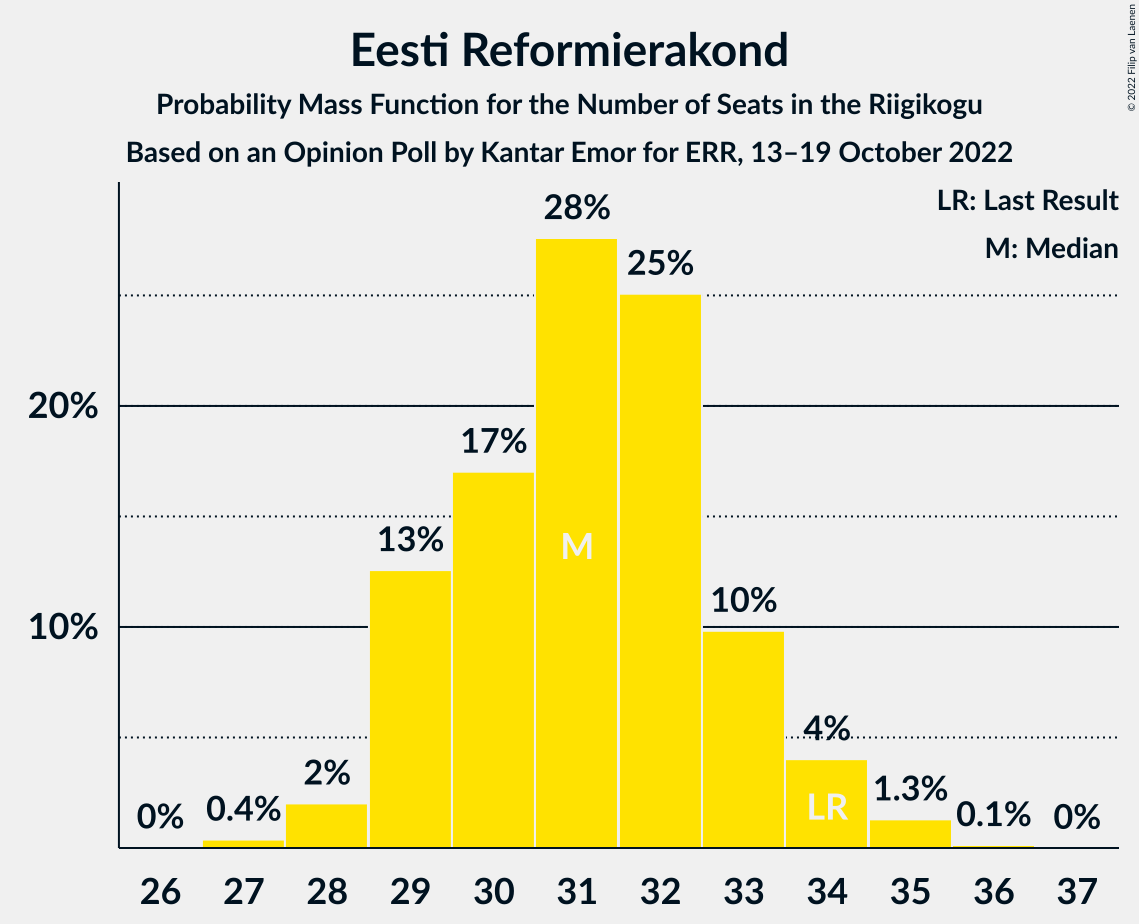 Eesti Reformierakond
Probability Mass Function for the Number of Seats in the Riigikogu
Based on an Opinion Poll by Kantar Emor for ERR, 13–19 October 2022
© 2022 Filip van Laenen
LR: Last Result
M: Median
20%
10%
0%
0.4%
2%
13%
17%
28%
25%
10%
4%
1.3%
0.1%
0%
M
LR
26 27 28 29 30 31 32 33 34 35 36 37